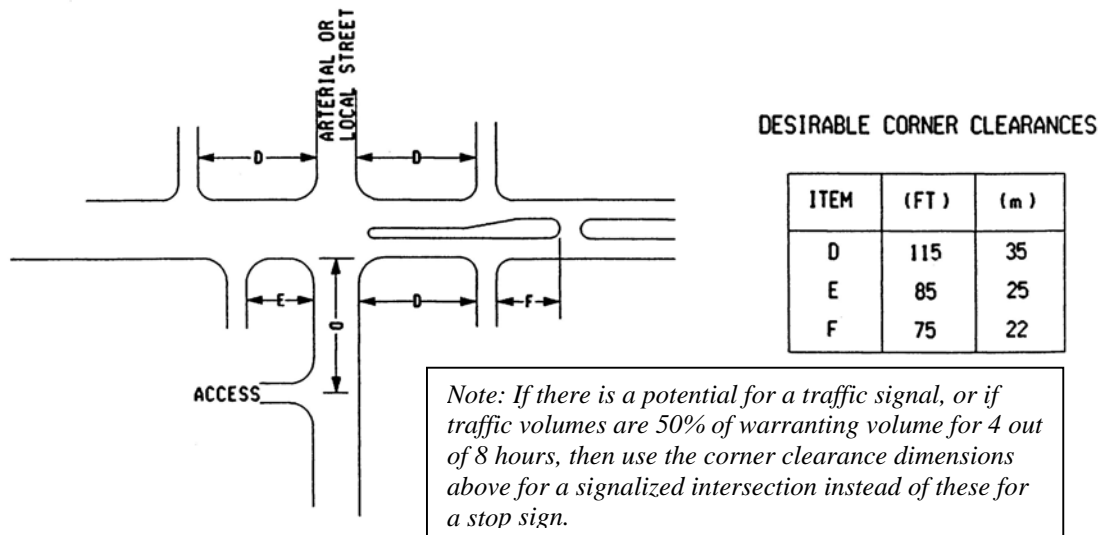 ARTERIAL OR
LOCAL STREET
D
D
DESIRABLE CORNER CLEARANCES
ITEM (FT) (m)
D 115 35
E 85 25
F 75 22
E
D
D
F
ACCESS
Note: If there is a potential for a traffic signal, or if
traffic volumes are 50% of warranting volume for 4 out
of 8 hours, then use the corner clearance dimensions
above for a signalized intersection instead of these for
a stop sign.